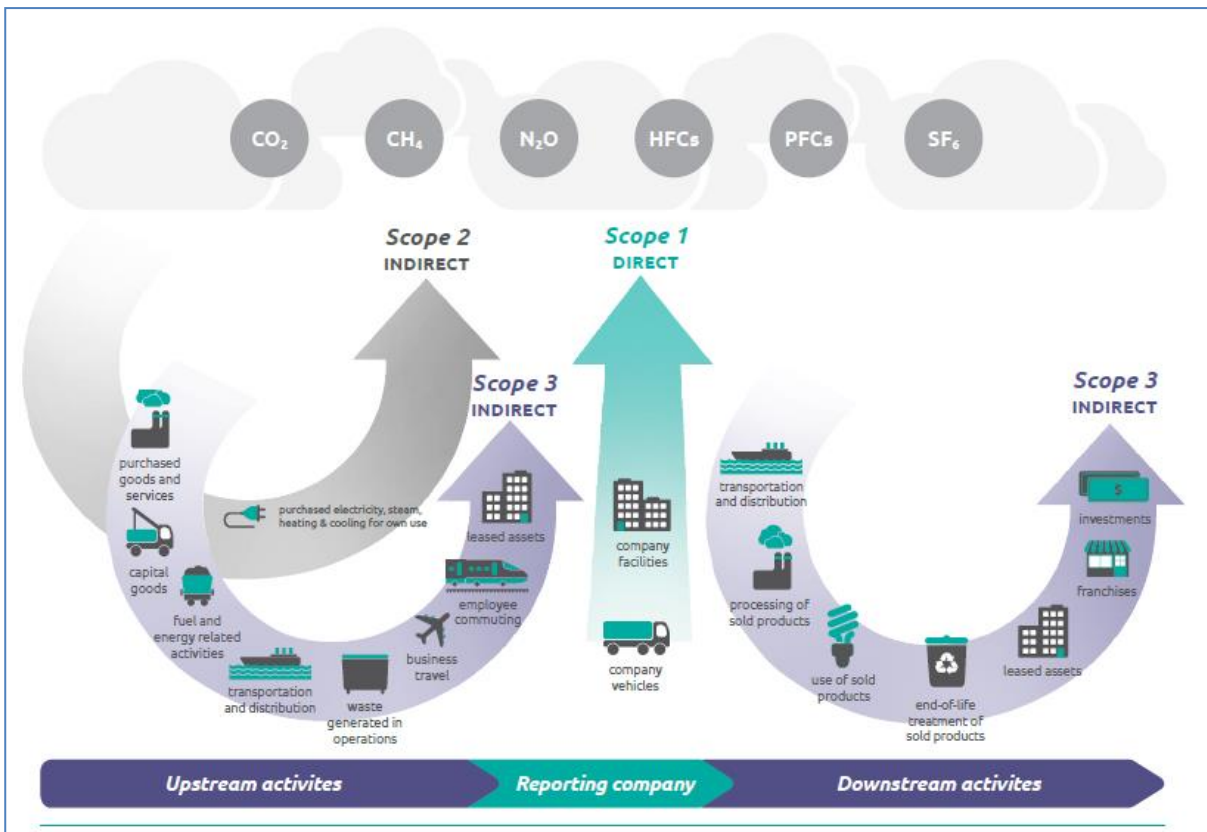 CO₂
CH₄
N₂O
HFCs
PFCs
SF₆
Scope 2
INDIRECT
Scope 1
DIRECT
Scope 3
INDIRECT
Scope 3
INDIRECT
purchased
goods and
services
capital
goods
fuel and
energy related
activities
transportation
and distribution
waste
generated in
operations
business
travel
employee
commuting
leased assets
purchased electricity, steam,
heating & cooling for own use
company
facilities
company
vehicles
transportation
and distribution
processing of
sold products
use of sold
products
end-of-life
treatment of
sold products
leased assets
franchises
$
investments
Upstream activites
Reporting company
Downstream activites